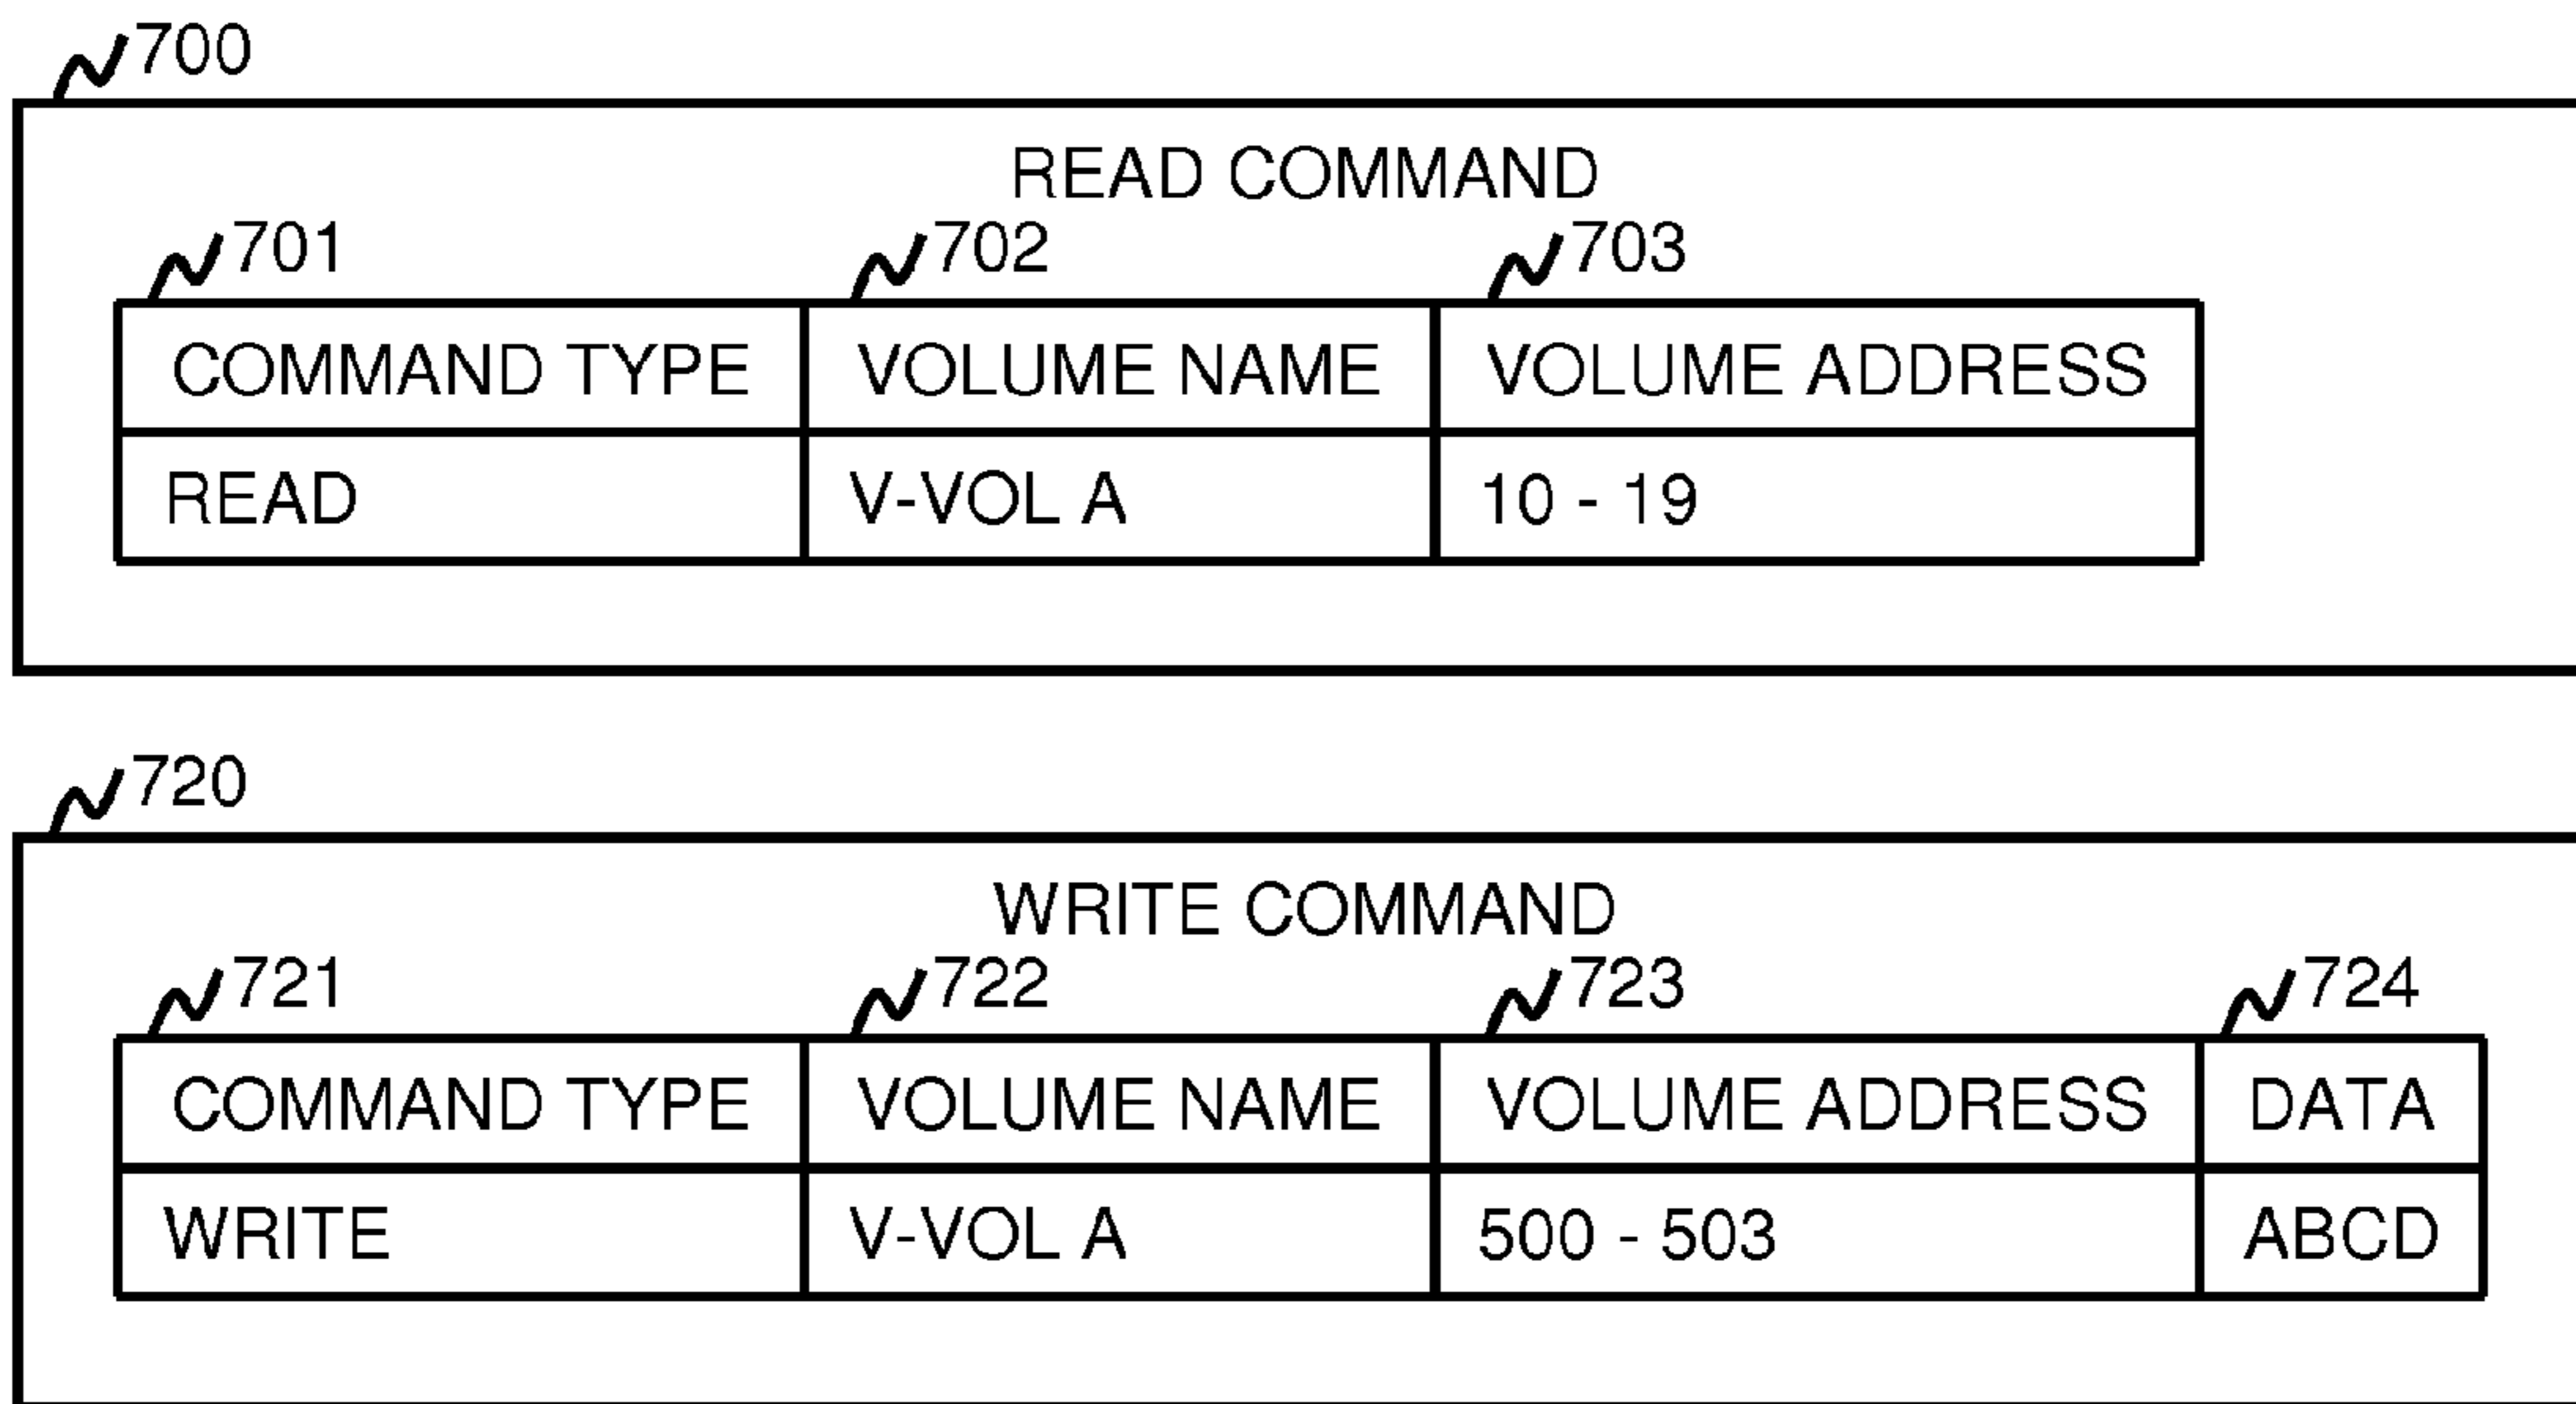 700
READ COMMAND
701 702 703
COMMAND TYPE VOLUME NAME VOLUME ADDRESS
READ V-VOL A 10 - 19
720
WRITE COMMAND
721 722 723 724
COMMAND TYPE VOLUME NAME VOLUME ADDRESS DATA
WRITE V-VOL A 500 - 503 ABCD